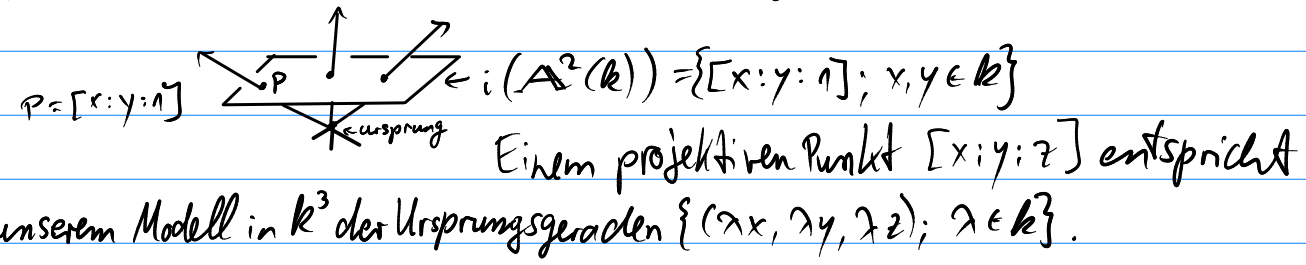 P i(𝔸²(k)) = {[x:y:1]; x,y ∈ k}
P=[x:y:1]
ursprung
Einem projektiven Punkt [x:y:z] entspricht
unserem Modell in k³ der Ursprungsgeraden {(λx, λy, λz); λ ∈ k}.